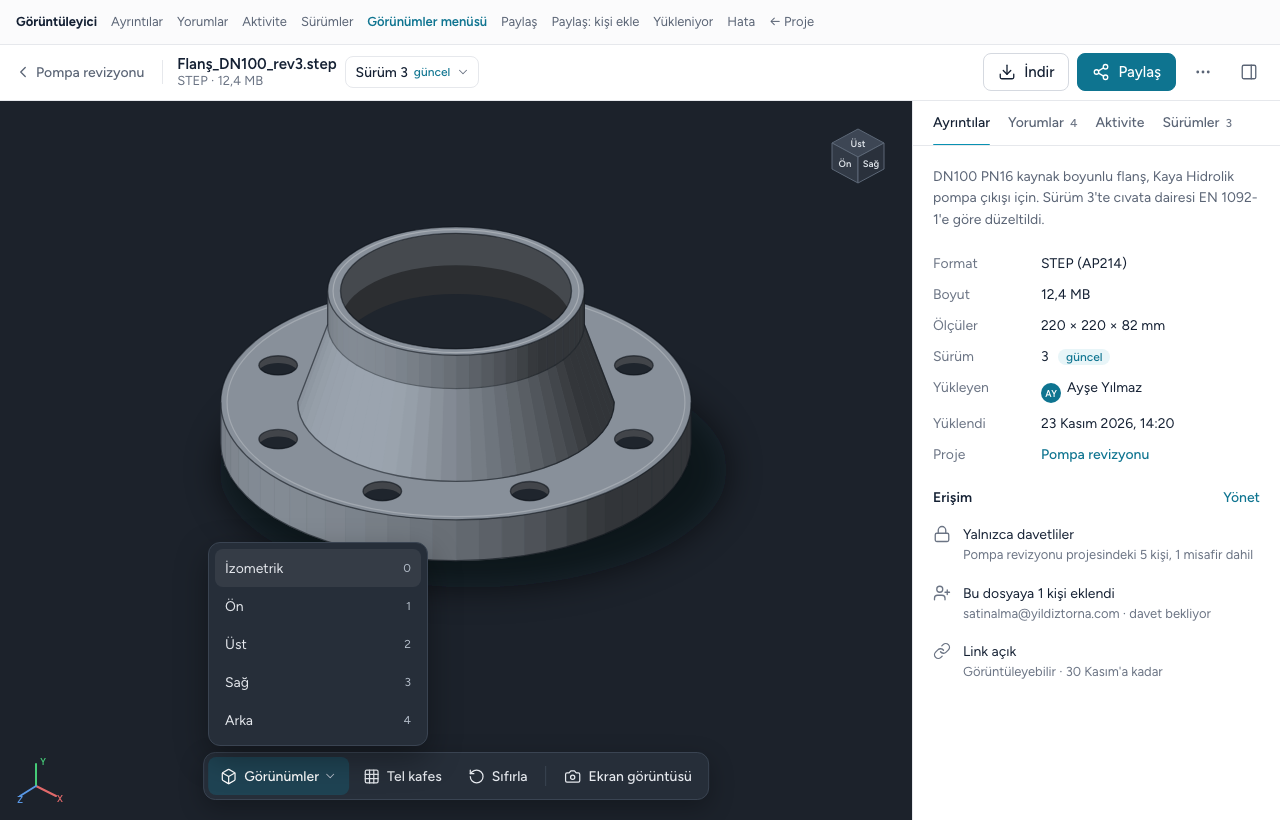 Görüntüleyici Ayrıntılar Yorumlar Aktivite Sürümler Görünümler menüsü Paylaş Paylaş: kişi ekle Yükleniyor Hata ← Proje
Pompa revizyonu
Flanş_DN100_rev3.step
STEP · 12,4 MB
Sürüm 3 güncel
İndir
Paylaş
Üst
Ön
Sağ
Ayrıntılar Yorumlar 4 Aktivite Sürümler 3
DN100 PN16 kaynak boyunlu flanş, Kaya Hidrolik
pompa çıkışı için. Sürüm 3'te cıvata dairesi EN 1092-
1'e göre düzeltildi.
Format STEP (AP214)
Boyut 12,4 MB
Ölçüler 220 × 220 × 82 mm
Sürüm 3 güncel
Yükleyen AY Ayşe Yılmaz
Yüklendi 23 Kasım 2026, 14:20
Proje Pompa revizyonu
Erişim Yönet
Yalnızca davetliler
Pompa revizyonu projesindeki 5 kişi, 1 misafir dahil
Bu dosyaya 1 kişi eklendi
satinalma@yildiztorna.com · davet bekliyor
Link açık
Görüntüleyebilir · 30 Kasım'a kadar
İzometrik 0
Ön 1
Üst 2
Sağ 3
Arka 4
Görünümler Tel kafes Sıfırla Ekran görüntüsü
Y
Z
X